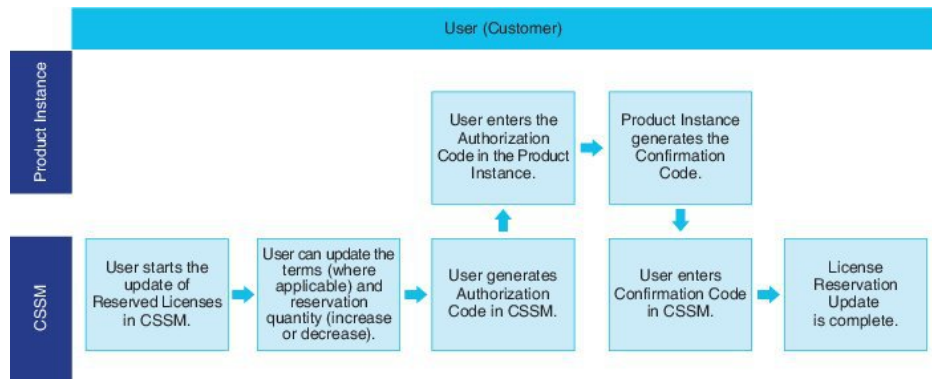 User (Customer)
Product Instance
User enters the
Authorization
Code in the Product
Instance.
Product Instance
generates the
Confirmation
Code.
CSSM
User starts the
update of
Reserved Licenses
in CSSM.
User can update the
terms (where
applicable) and
reservation
quantity (increase
or decrease).
User generates
Authorization
Code in CSSM.
User enters
Confirmation Code
in CSSM.
License
Reservation
Update
is complete.